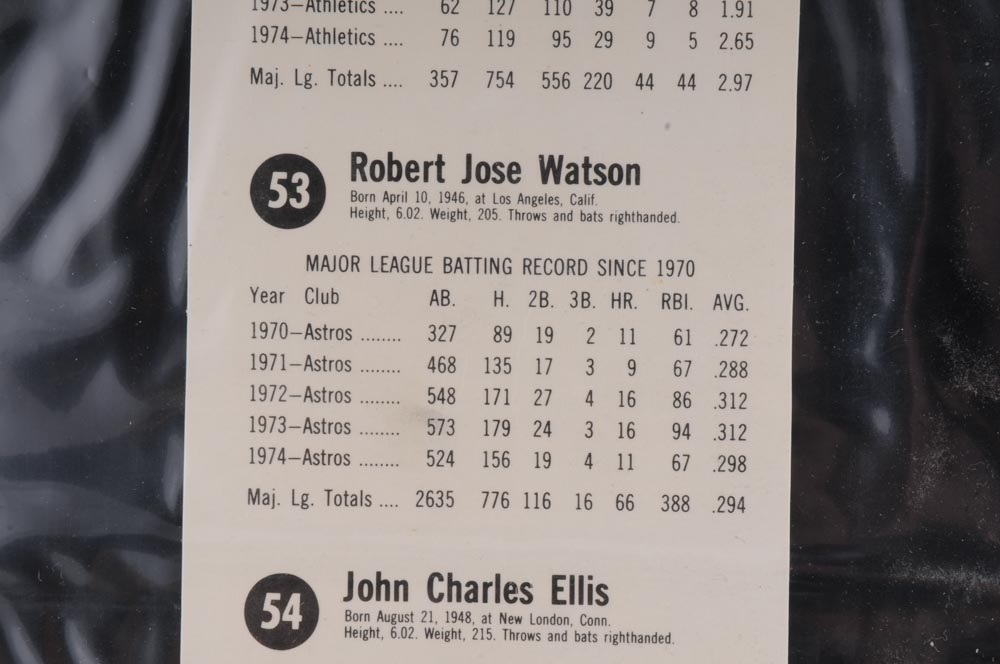 1973—Athletics .... 62 127 110 39 7 8 1.91
1974—Athletics .... 76 119 95 29 9 5 2.65
Maj. Lg. Totals .... 357 754 556 220 44 44 2.97
53 Robert Jose Watson
Born April 10, 1946, at Los Angeles, Calif.
Height, 6.02. Weight, 205. Throws and bats righthanded.
MAJOR LEAGUE BATTING RECORD SINCE 1970
Year Club AB. H. 2B. 3B. HR. RBI. AVG.
1970—Astros ........ 327 89 19 2 11 61 .272
1971—Astros ........ 468 135 17 3 9 67 .288
1972—Astros ........ 548 171 27 4 16 86 .312
1973—Astros ........ 573 179 24 3 16 94 .312
1974—Astros ........ 524 156 19 4 11 67 .298
Maj. Lg. Totals .... 2635 776 116 16 66 388 .294
54 John Charles Ellis
Born August 21, 1948, at New London, Conn.
Height, 6.02. Weight, 215. Throws and bats righthanded.